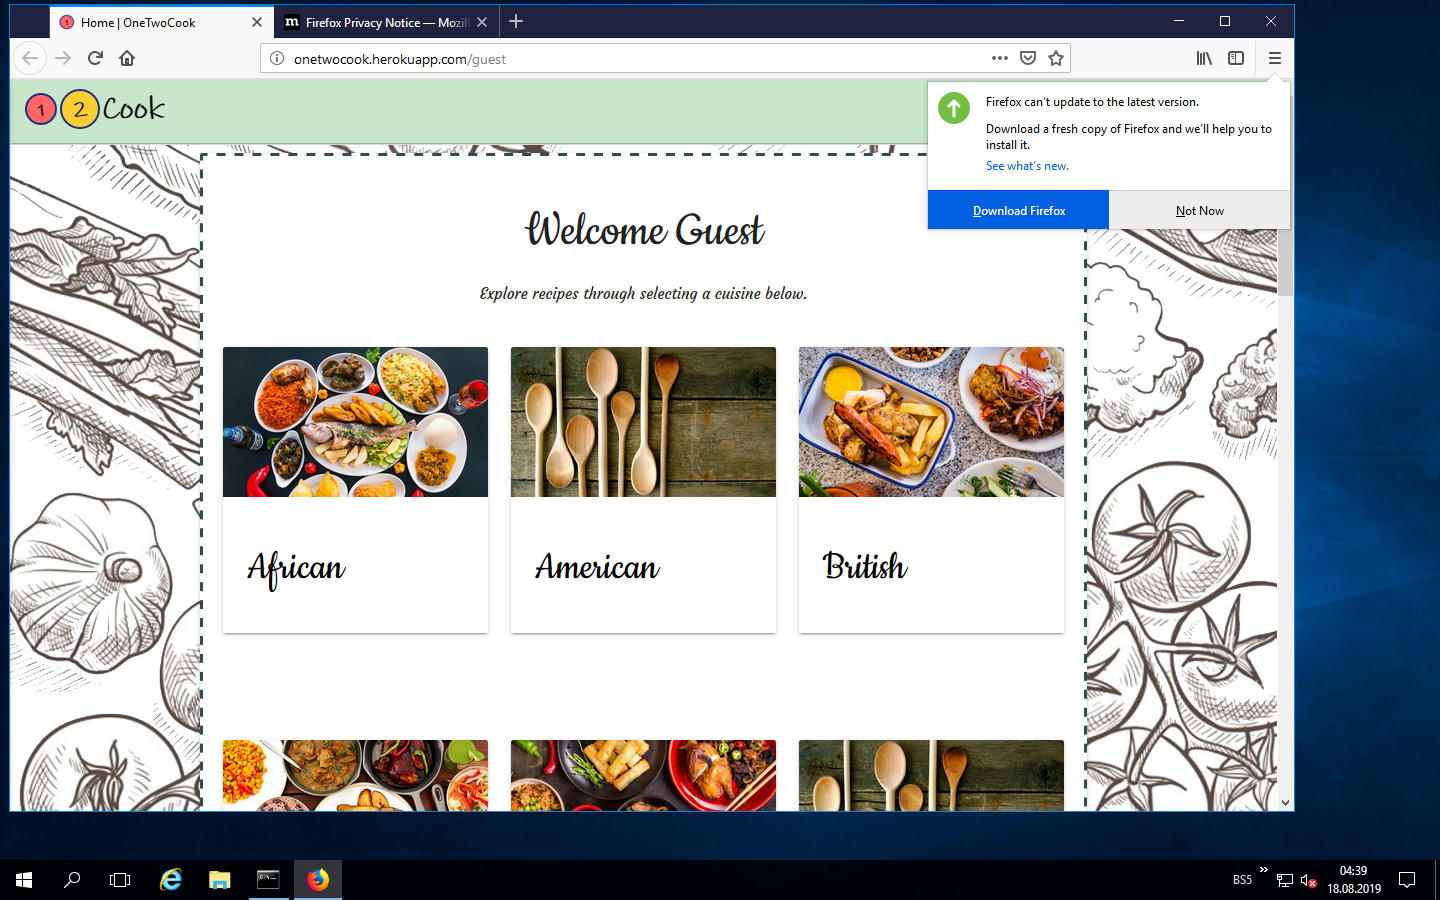 Home | OneTwoCook
Firefox Privacy Notice — Mozil
onetwocook.herokuapp.com/guest
1 2 Cook
Firefox can't update to the latest version.
Download a fresh copy of Firefox and we'll help you to
install it.
See what's new.
Download Firefox
Not Now
Welcome Guest
Explore recipes through selecting a cuisine below.
African
American
British
BS5
04:39
18.08.2019